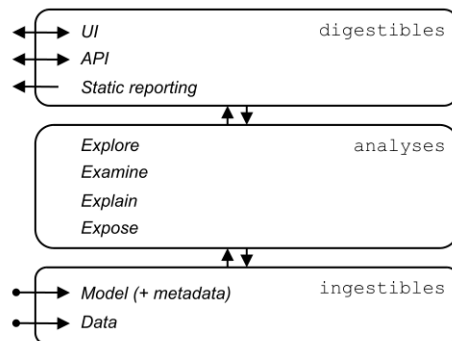 UI digestibles
API
Static reporting
Explore analyses
Examine
Explain
Expose
Model (+ metadata) ingestibles
Data